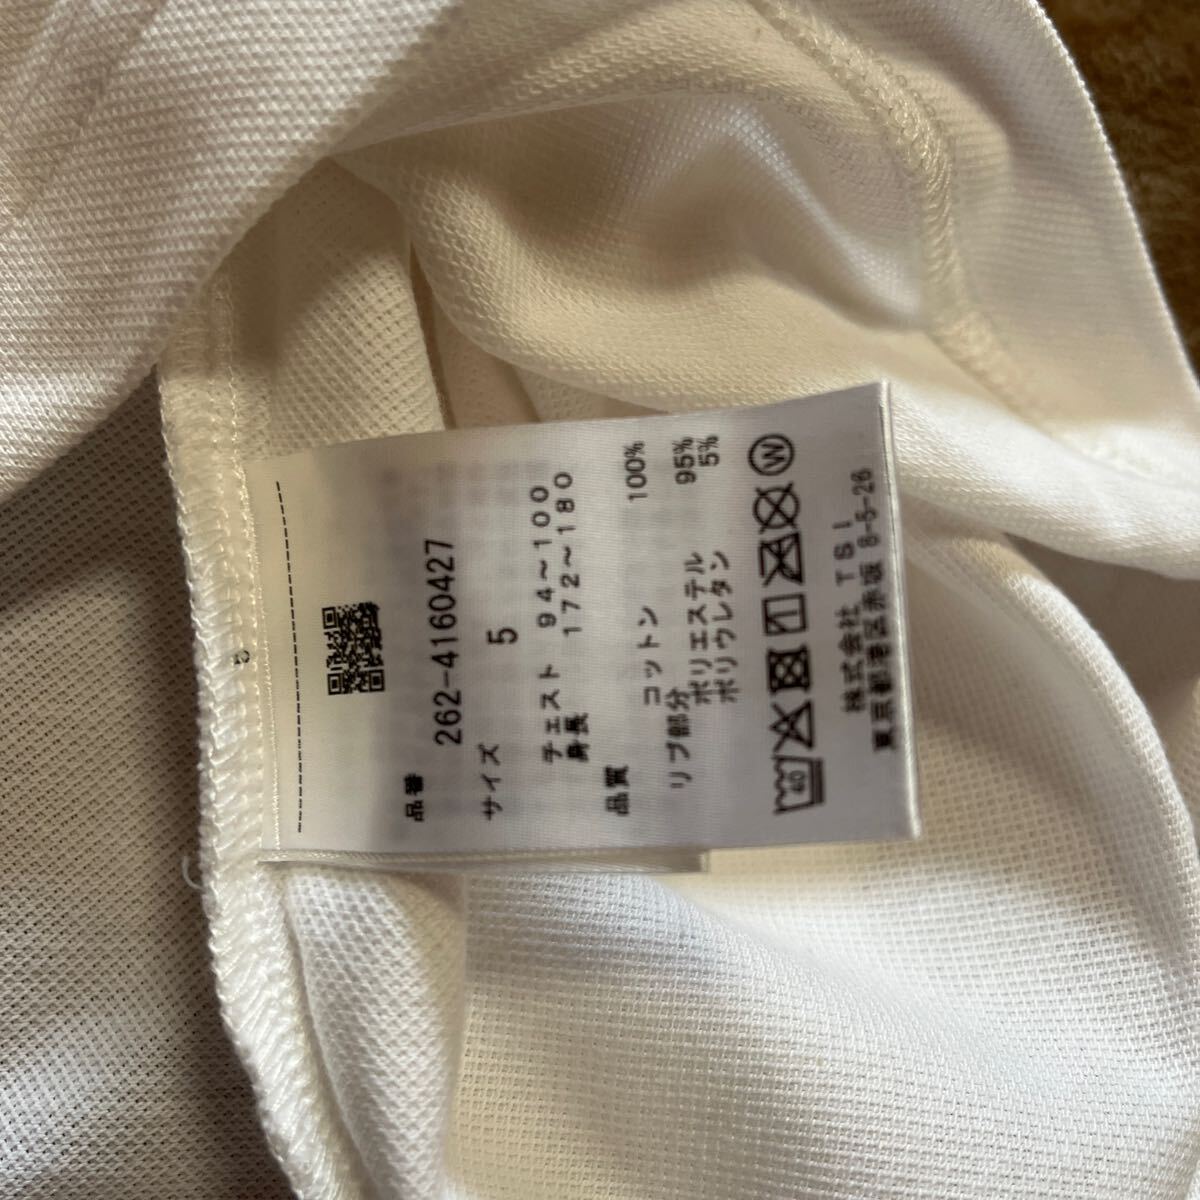 品番
262-4160427
サイズ
5
チェスト 94～100
身長 172～180
品質
コットン 100%
リブ部分
ポリエステル 95%
ポリウレタン 5%
40
W
株式会社 TSI
東京都港区赤坂 8-5-26
5